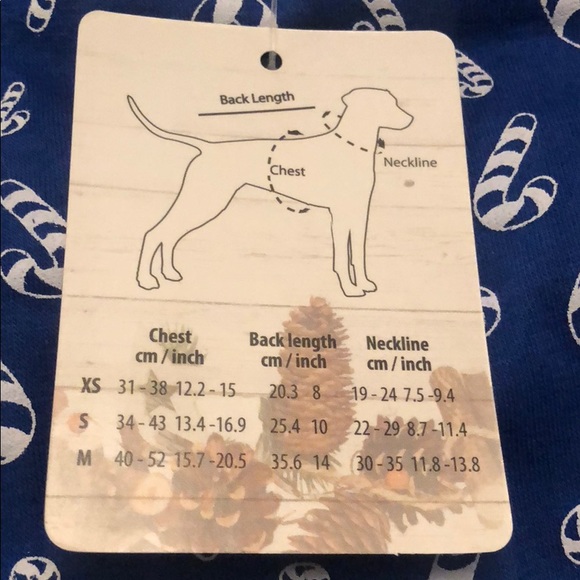 Back Length
Neckline
Chest
Chest Back length Neckline
cm / inch cm / inch cm / inch
XS 31 - 38 12.2 - 15 20.3 8 19 - 24 7.5 -9.4
S 34 - 43 13.4 -16.9 25.4 10 22 - 29 8.7 -11.4
M 40 - 52 15.7 -20.5 35.6 14 30 - 35 11.8 -13.8